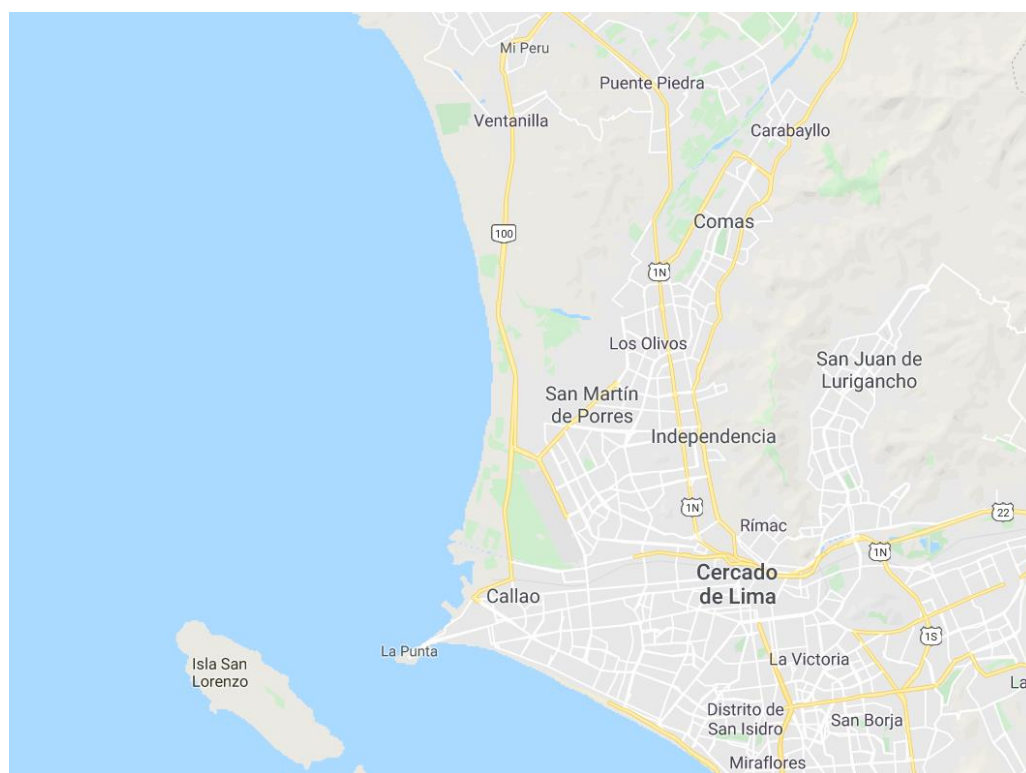 Mi Peru
Puente Piedra
Ventanilla
Carabayllo
Comas
100
1N
Los Olivos
San Juan de
Lurigancho
San Martín
de Porres
Independencia
1N
22
Rímac
1N
Cercado
de Lima
Callao
1S
La Punta
La Victoria
Isla San
Lorenzo
La
Distrito de
San Isidro
San Borja
Miraflores